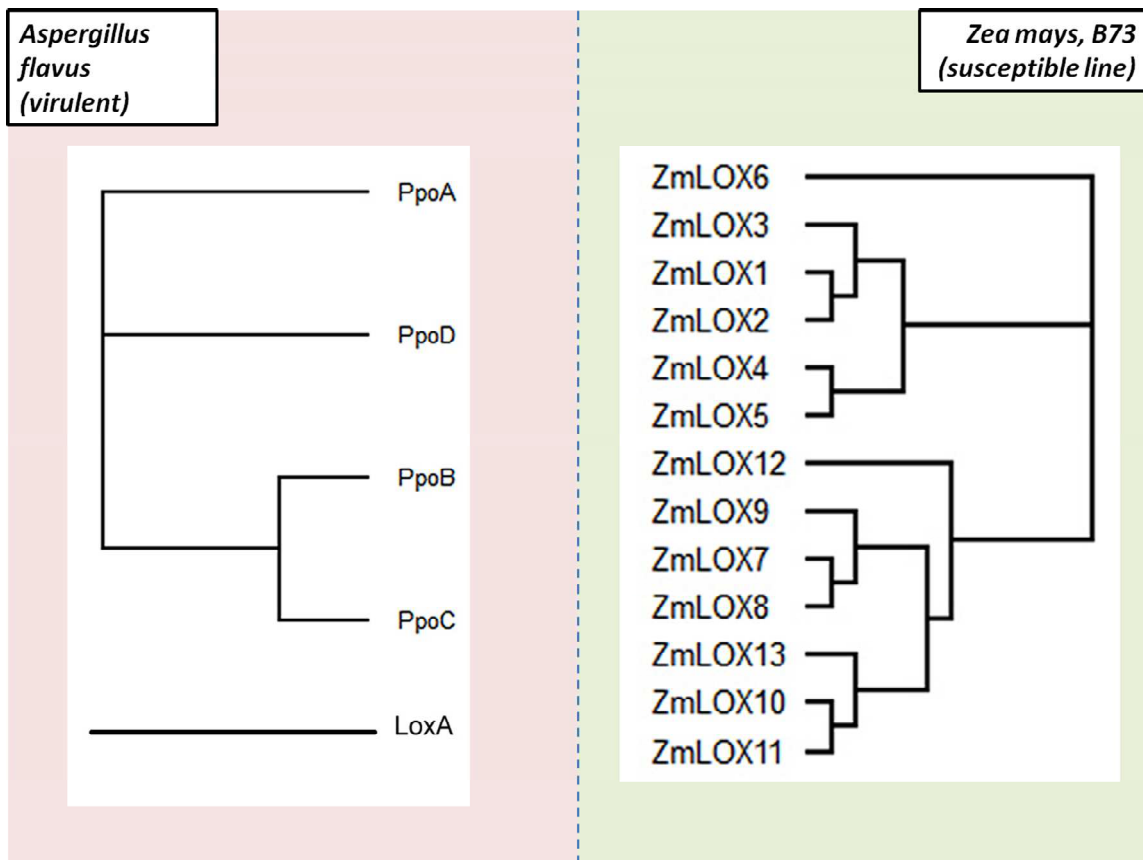 Aspergillus
flavus
(virulent)
Zea mays, B73
(susceptible line)
PpoA
PpoD
PpoB
PpoC
LoxA
ZmLOX6
ZmLOX3
ZmLOX1
ZmLOX2
ZmLOX4
ZmLOX5
ZmLOX12
ZmLOX9
ZmLOX7
ZmLOX8
ZmLOX13
ZmLOX10
ZmLOX11